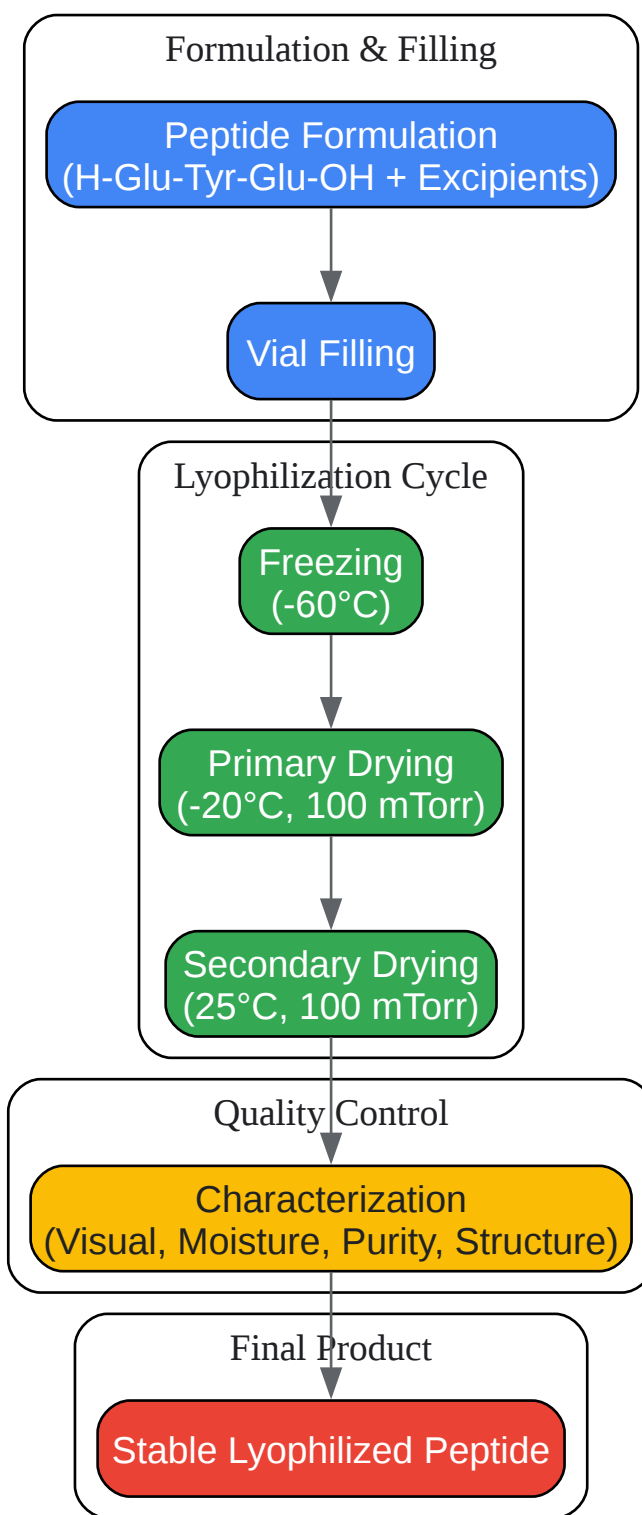 Formulation & Filling
Peptide Formulation
(H-Glu-Tyr-Glu-OH + Excipients)
Vial Filling
Lyophilization Cycle
Freezing
(-60°C)
Primary Drying
(-20°C, 100 mTorr)
Secondary Drying
(25°C, 100 mTorr)
Quality Control
Characterization
(Visual, Moisture, Purity, Structure)
Final Product
Stable Lyophilized Peptide